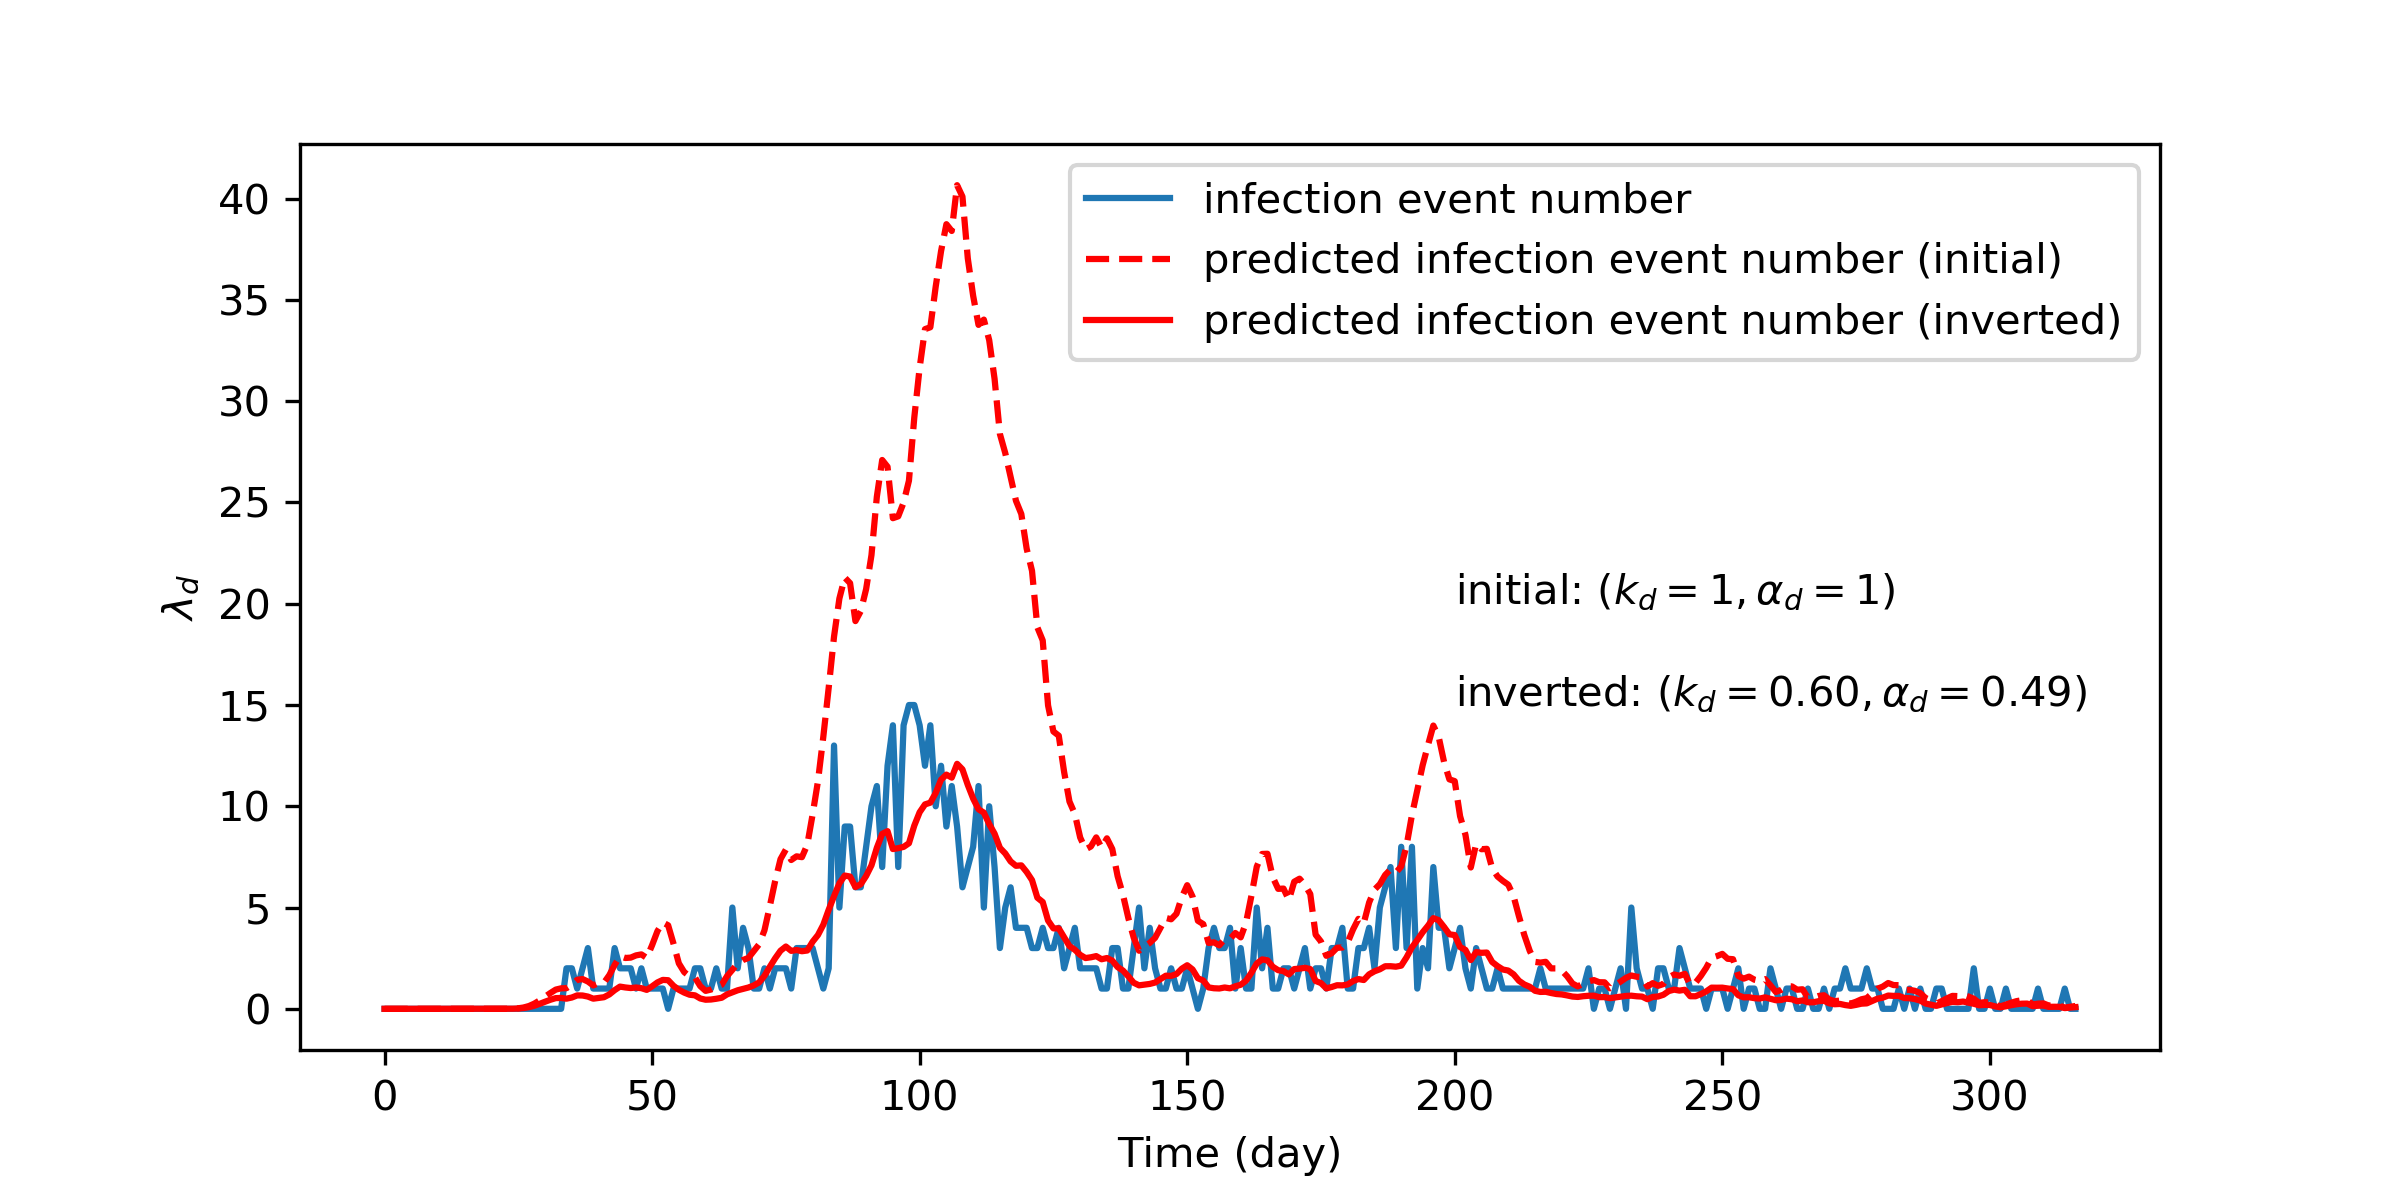 infection event number
predicted infection event number (initial)
predicted infection event number (inverted)
40
35
30
25
20
15
10
5
0
λ_d
initial: (k_d = 1, α_d = 1)
inverted: (k_d = 0.60, α_d = 0.49)
0 50 100 150 200 250 300
Time (day)